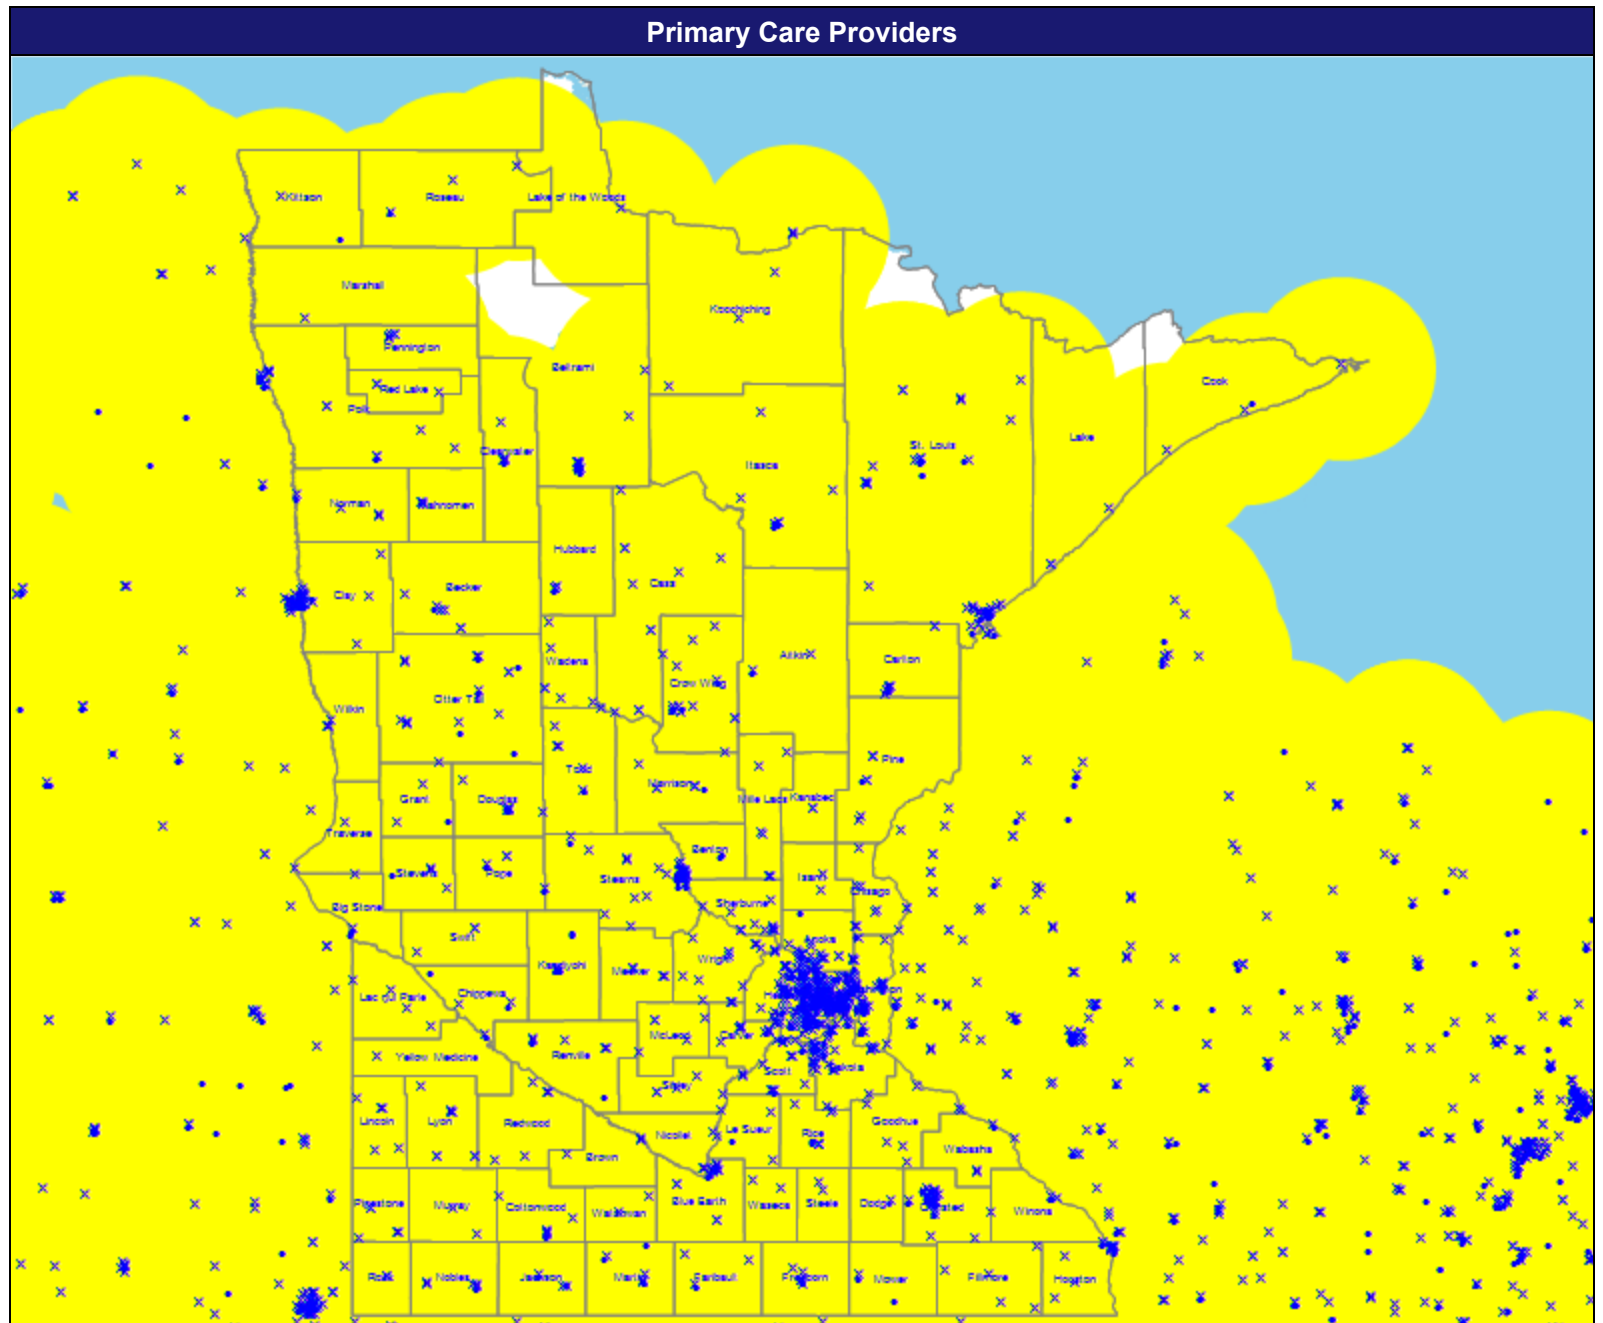 Primary Care Providers
Kittson
Roseau
Lake of the Woods
Marshall
Koochiching
Pennington
Beltrami
Red Lake
Polk
Cook
Lake
St. Louis
Clearwater
Itasca
Norman
Mahnomen
Hubbard
Cass
Clay
Becker
Wadena
Aitkin
Carlton
Crow Wing
Otter Tail
Wilkin
Pine
Todd
Morrison
Mille Lacs
Kanabec
Grant
Douglas
Traverse
Benton
Stevens
Pope
Stearns
Isanti
Chisago
Big Stone
Sherburne
Swift
Anoka
Kandiyohi
Meeker
Wright
Lac qui Parle
Chippewa
McLeod
Carver
Renville
Yellow Medicine
Scott
Dakota
Sibley
Lincoln
Lyon
Redwood
Nicollet
Le Sueur
Rice
Goodhue
Wabasha
Brown
Pipestone
Murray
Cottonwood
Watonwan
Blue Earth
Waseca
Steele
Dodge
Olmsted
Winona
Rock
Nobles
Jackson
Martin
Faribault
Freeborn
Mower
Fillmore
Houston